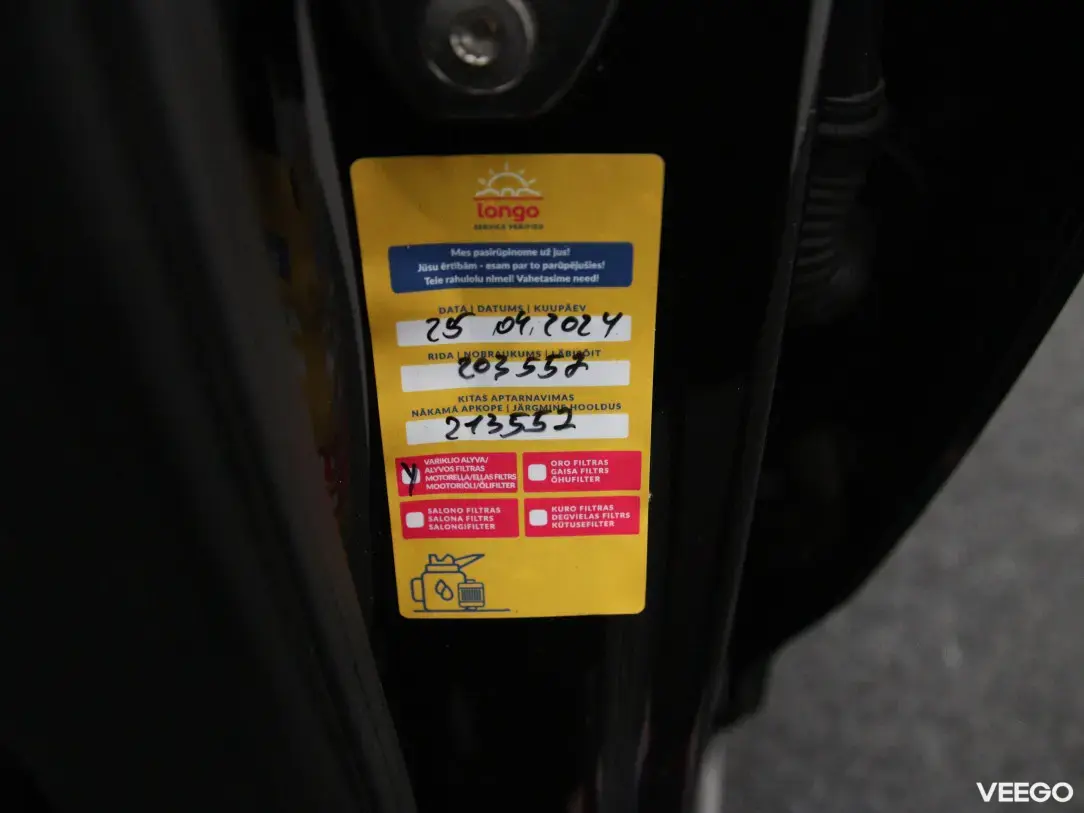 longo
SERVICE VERIFIED
Mes pasirūpinome už jus!
Jūsu ērtībām - esam par to parūpējušies!
Teie rahulolu nimel! Vahetasime need!
DATA | DATUMS | KUUPÄEV
25 04.2024
RIDA | NOBRAUKUMS | LÄBISÕIT
203557
KITAS APTARNAVIMAS
NĀKAMĀ APKOPE | JÄRGMINE HOOLDUS
213557
VARIKLIO ALYVA/
ALYVOS FILTRAS
MOTOREĻĻA/EĻĻAS FILTRS
MOOTORIÕLI/ÕLIFILTER
ORO FILTRAS
GAISA FILTRS
ÕHUFILTER
SALONO FILTRAS
SALONA FILTRS
SALONGIFILTER
KURO FILTRAS
DEGVIELAS FILTRS
KÜTUSEFILTER
VEEGO